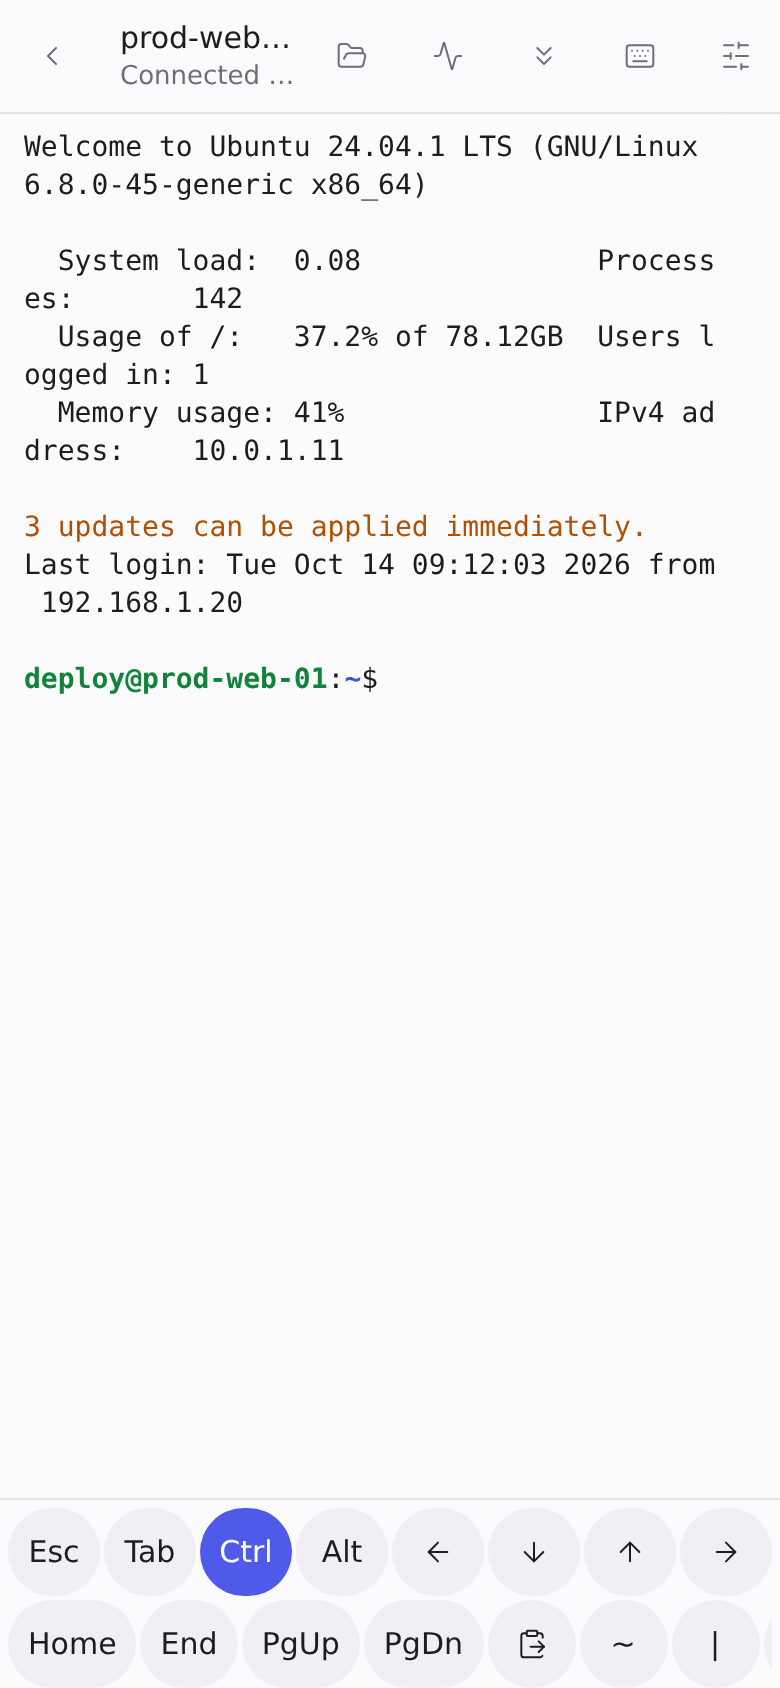 prod-web…
Connected …
Welcome to Ubuntu 24.04.1 LTS (GNU/Linux
6.8.0-45-generic x86_64)
  System load:  0.08              Process
es:       142
  Usage of /:   37.2% of 78.12GB  Users l
ogged in: 1
  Memory usage: 41%               IPv4 ad
dress:    10.0.1.11
3 updates can be applied immediately.
Last login: Tue Oct 14 09:12:03 2026 from
 192.168.1.20
deploy@prod-web-01:~$
Esc Tab Ctrl Alt ← ↓ ↑ →
Home End PgUp PgDn ~ |